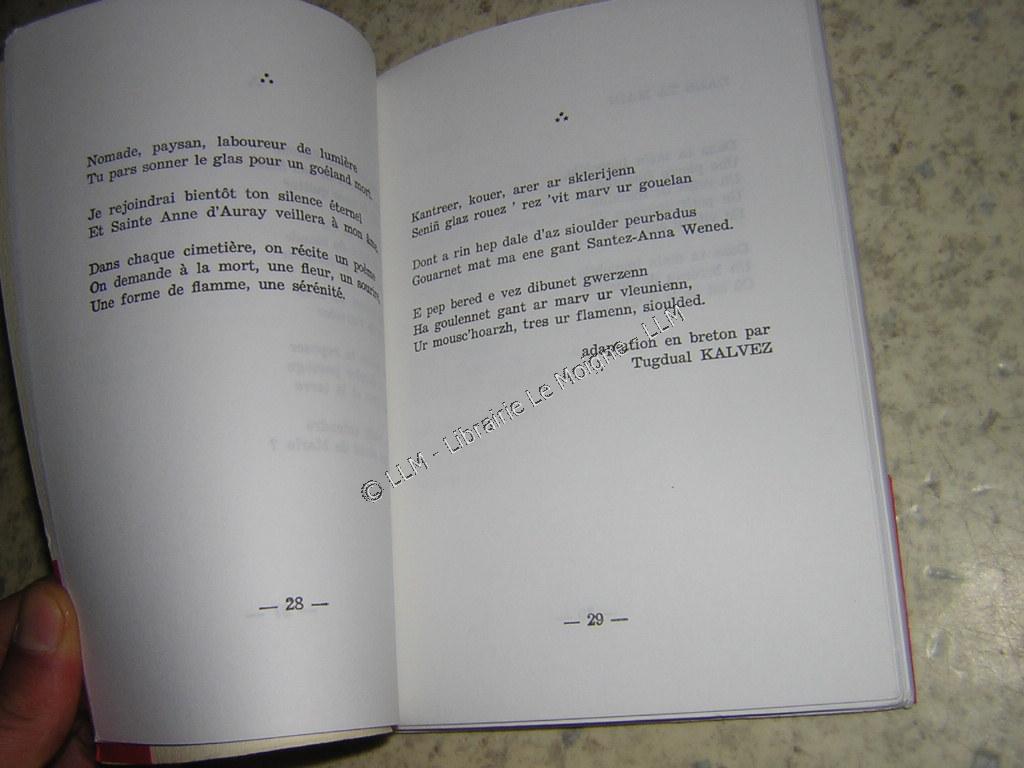 Nomade, paysan, laboureur de lumière
Tu pars sonner le glas pour un goéland mort.
Je rejoindrai bientôt ton silence éternel
Et Sainte Anne d'Auray veillera à mon âme,
Dans chaque cimetière, on récite un poème
On demande à la mort, une fleur, un sourire,
Une forme de flamme, une sérénité.
— 28 —
Kantreer, kouer, arer ar sklerijenn
Seniñ glaz rouez ' rez 'vit marv ur gouelan
Dont a rin hep dale d'az sioulder peurbadus
Gouarnet mat ma ene gant Santez-Anna Wened.
E pep bered e vez dibunet gwerzenn
Ha goulennet gant ar marv ur vleunienn,
Ur mousc'hoarzh, tres ur flamenn, sioulded.
adaptation en breton par
Tugdual KALVEZ
— 29 —
© LLM - Librairie Le Moigne - LLM